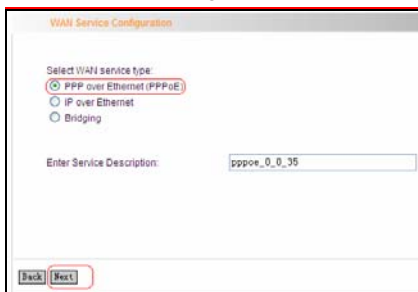 WAN Service Configuration
Select WAN service type:
PPP over Ethernet (PPPoE)
IP over Ethernet
Bridging
Enter Service Description: pppoe_0_0_35
Back Next